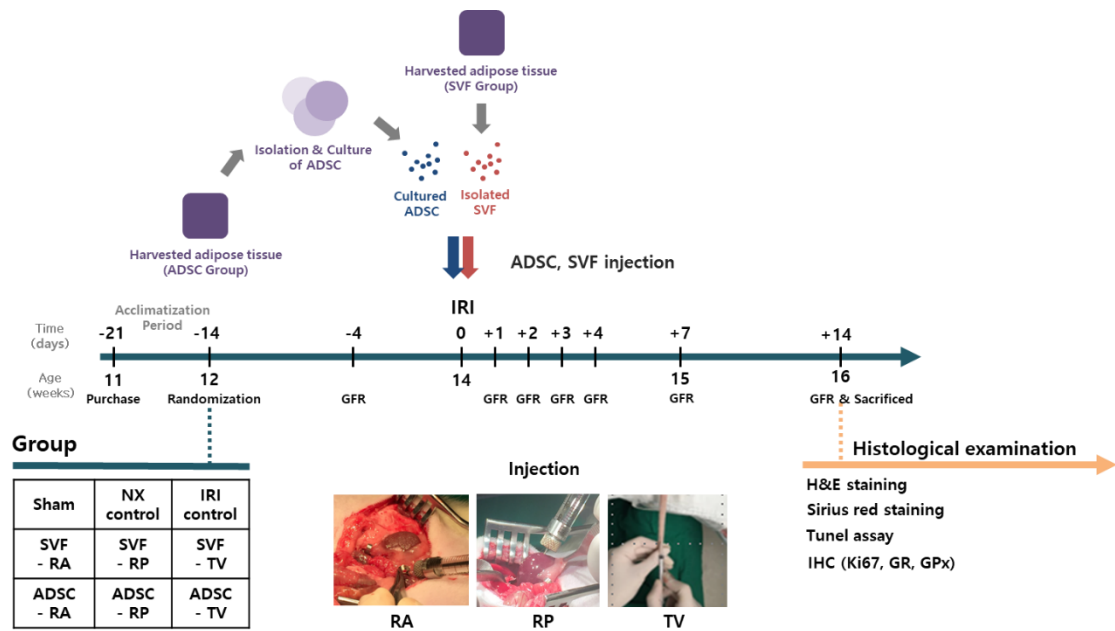 Harvested adipose tissue
(SVF Group)
Isolation & Culture
of ADSC
Cultured
ADSC
Isolated
SVF
Harvested adipose tissue
(ADSC Group)
ADSC, SVF injection
IRI
Acclimatization
Period
Time
(days)
-21
-14
-4
0
+1
+2
+3
+4
+7
+14
Age
(weeks)
11
12
14
15
16
Purchase
Randomization
GFR
GFR
GFR
GFR
GFR
GFR
GFR & Sacrificed
Group
Sham
NX
control
IRI
control
SVF
- RA
SVF
- RP
SVF
- TV
ADSC
- RA
ADSC
- RP
ADSC
- TV
Injection
RA
RP
TV
Histological examination
H&E staining
Sirius red staining
Tunel assay
IHC (Ki67, GR, GPx)